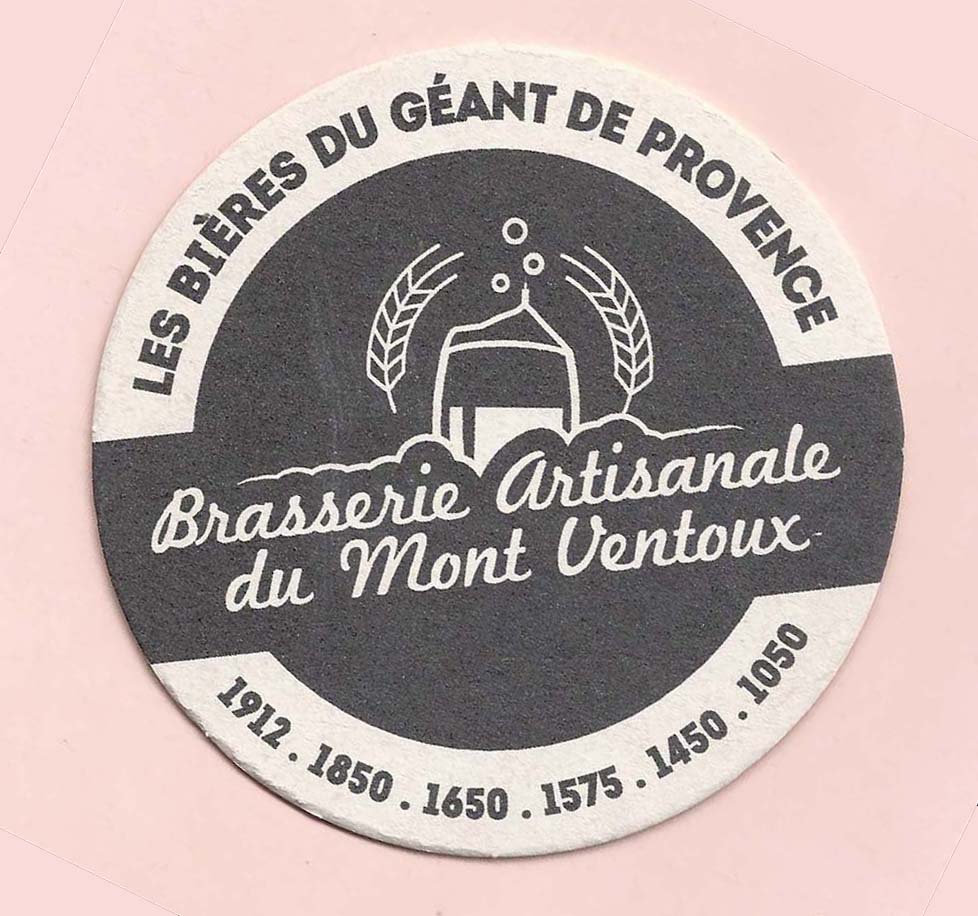 LES BIÈRES DU GÉANT DE PROVENCE
Brasserie Artisanale
du Mont Ventoux
1912 . 1850 . 1650 . 1575 . 1450 . 1050